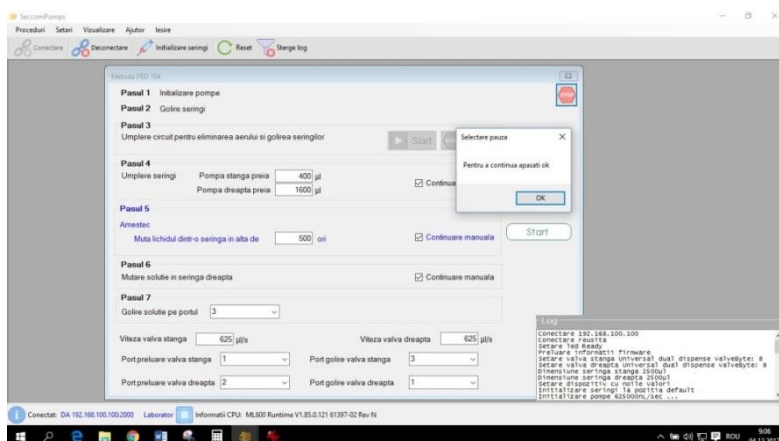 SeccomPumps
Proceduri Setari Vizualizare Ajutor Iesire
Conectare Deconectare Initializare seringi Reset Sterge log
Metoda PED 104
Pasul 1 Initializare pompe
Pasul 2 Golire seringi
Pasul 3
Umplere circuit pentru eliminarea aerului si golirea seringilor
Start
STOP
Pasul 4
Umplere seringi Pompa stanga preia 400 µl
Pompa dreapta preia 1600 µl
Continua
Selectare pauza
Pentru a continua apasati ok
OK
Pasul 5
Amestec
Muta lichidul dintr-o seringa in alta de 500 ori
Continuare manuala
Start
Pasul 6
Mutare solutie in seringa dreapta
Continuare manuala
Pasul 7
Golire solutie pe portul 3
Viteza valva stanga 625 µl/s Viteza valva dreapta 625 µl/s
Port preluare valva stanga 1 Port golire valva stanga 3
Port preluare valva dreapta 2 Port golire valva dreapta 1
Log
Conectare 192.168.100.100
Conectare reusita
Setare led Ready
Preluare informatii firmware
Setare valva stanga Universal dual dispense valveByte: 8
Setare valva dreapta Universal dual dispense valveByte: 8
Dimensiune seringa stanga 2500µl
Dimensiune seringa dreapta 2500µl
Setare dispozitiv cu noile valori
Initializare seringi la pozitia default
Initializare pompe 625000nL/sec ...
Conectat: DA 192.168.100.100:2000 Laborator Informatii CPU: ML600 Runtime V1.85.0.121 61397-02 Rev N
ROU
9:06